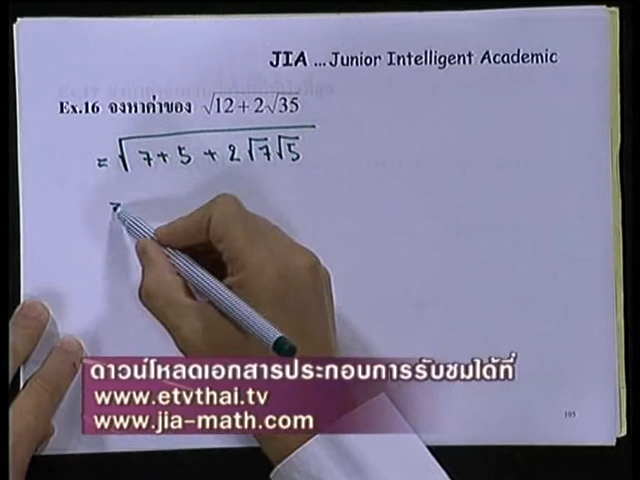 JIA ... Junior Intelligent Academic
Ex.16 จงหาค่าของ √12 + 2√35
= √7 + 5 + 2√7√5
ดาวน์โหลดเอกสารประกอบการรับชมได้ที่
www.etvthai.tv
www.jia-math.com